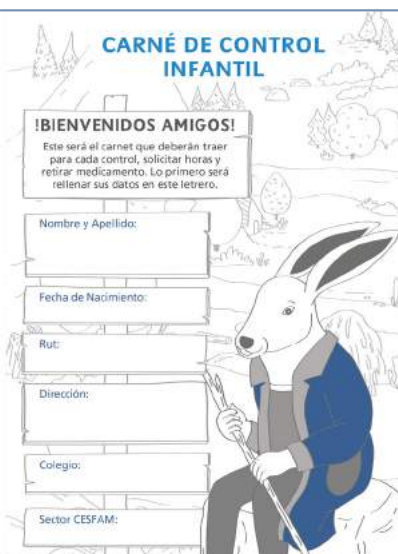 CARNÉ DE CONTROL
INFANTIL
!BIENVENIDOS AMIGOS!
Este será el carnet que deberán traer
para cada control, solicitar horas y
retirar medicamento. Lo primero será
rellenar sus datos en este letrero.
Nombre y Apellido:
Fecha de Nacimiento:
Rut:
Dirección:
Colegio:
Sector CESFAM: